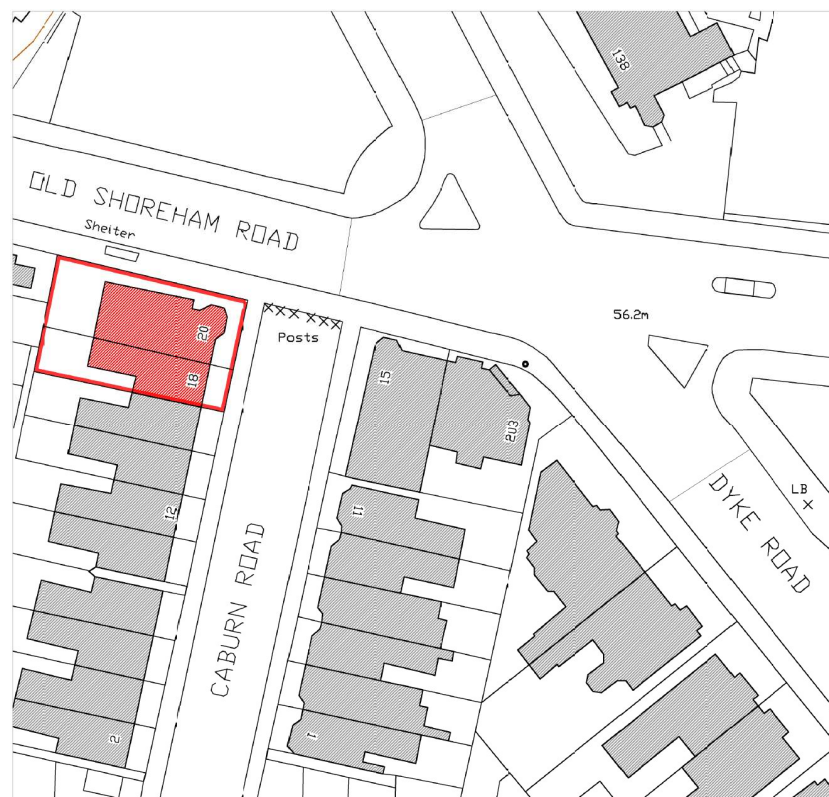 138
OLD SHOREHAM ROAD
Shelter
56.2m
20
Posts
18
15
203
LB
DYKE ROAD
12
11
CABURN ROAD
2
1